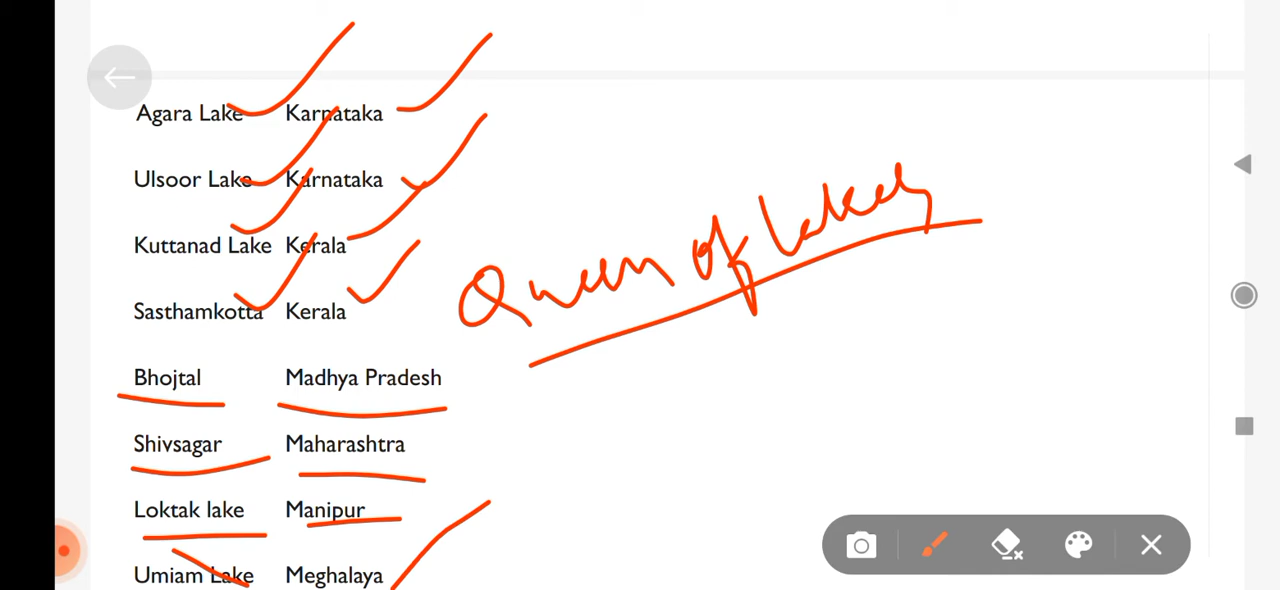 Agara Lake Karnataka
Ulsoor Lake Karnataka
Kuttanad Lake Kerala
Sasthamkotta Kerala
Queen of Lakes
Bhojtal Madhya Pradesh
Shivsagar Maharashtra
Loktak lake Manipur
Umiam Lake Meghalaya